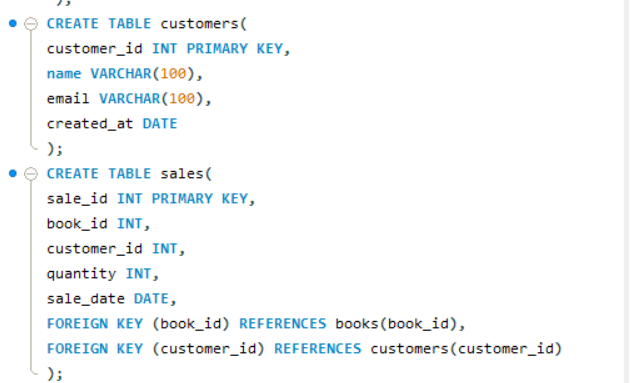 );
CREATE TABLE customers(
customer_id INT PRIMARY KEY,
name VARCHAR(100),
email VARCHAR(100),
created_at DATE
);
CREATE TABLE sales(
sale_id INT PRIMARY KEY,
book_id INT,
customer_id INT,
quantity INT,
sale_date DATE,
FOREIGN KEY (book_id) REFERENCES books(book_id),
FOREIGN KEY (customer_id) REFERENCES customers(customer_id)
);